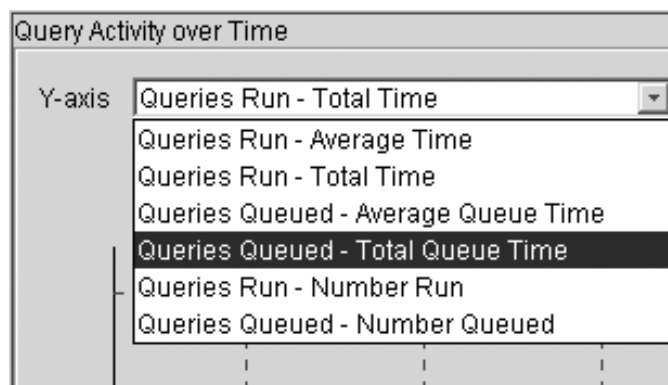 Query Activity over Time
Y-axis Queries Run - Total Time
Queries Run - Average Time
Queries Run - Total Time
Queries Queued - Average Queue Time
Queries Queued - Total Queue Time
Queries Run - Number Run
Queries Queued - Number Queued